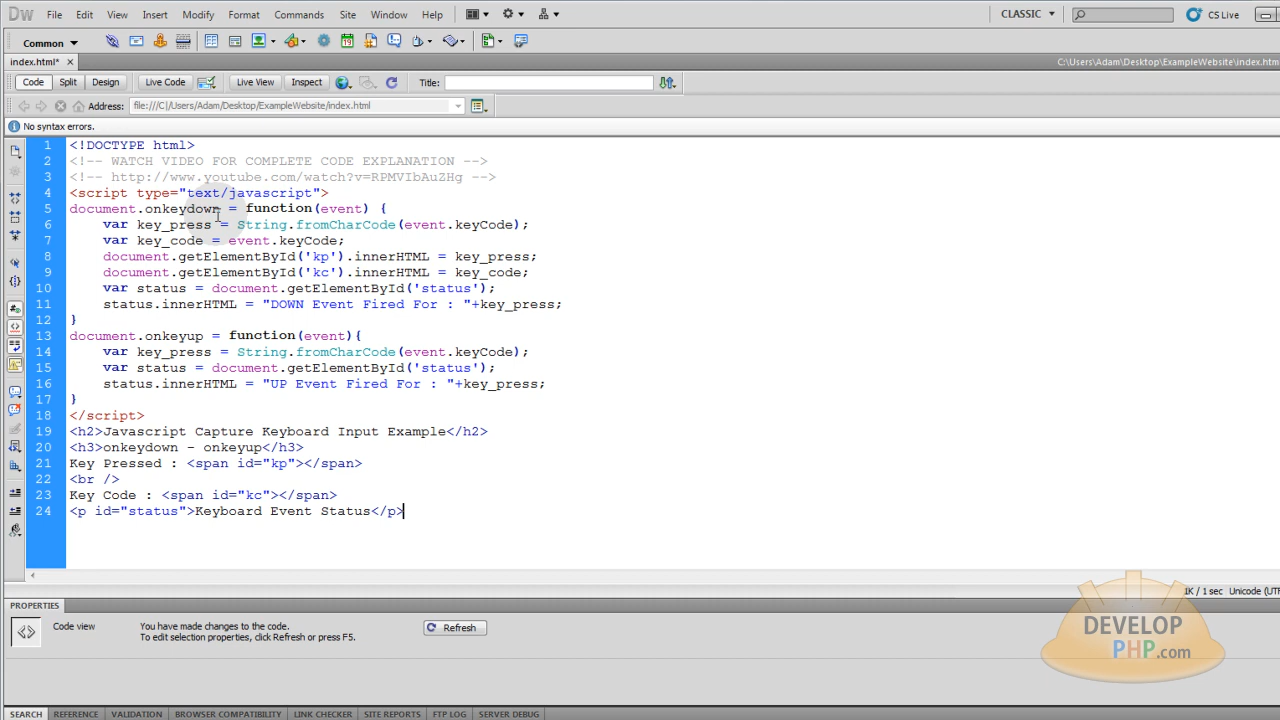 Dw File Edit View Insert Modify Format Commands Site Window Help CLASSIC CS Live
Common
index.html* C:\Users\Adam\Desktop\ExampleWebsite\index.htm
Code Split Design Live Code Live View Inspect Title:
Address: file:///C|/Users/Adam/Desktop/ExampleWebsite/index.html
No syntax errors.
1 <!DOCTYPE html>
2 <!-- WATCH VIDEO FOR COMPLETE CODE EXPLANATION -->
3 <!-- http://www.youtube.com/watch?v=RPMVIbAuZHg -->
4 <script type="text/javascript">
5 document.onkeydown = function(event) {
6 var key_press = String.fromCharCode(event.keyCode);
7 var key_code = event.keyCode;
8 document.getElementById('kp').innerHTML = key_press;
9 document.getElementById('kc').innerHTML = key_code;
10 var status = document.getElementById('status');
11 status.innerHTML = "DOWN Event Fired For : "+key_press;
12 }
13 document.onkeyup = function(event){
14 var key_press = String.fromCharCode(event.keyCode);
15 var status = document.getElementById('status');
16 status.innerHTML = "UP Event Fired For : "+key_press;
17 }
18 </script>
19 <h2>Javascript Capture Keyboard Input Example</h2>
20 <h3>onkeydown - onkeyup</h3>
21 Key Pressed : <span id="kp"></span>
22 <br />
23 Key Code : <span id="kc"></span>
24 <p id="status">Keyboard Event Status</p>
1K / 1 sec Unicode (UTF
PROPERTIES
Code view You have made changes to the code. Refresh
To edit selection properties, click Refresh or press F5.
DEVELOP
PHP.com
SEARCH REFERENCE VALIDATION BROWSER COMPATIBILITY LINK CHECKER SITE REPORTS FTP LOG SERVER DEBUG